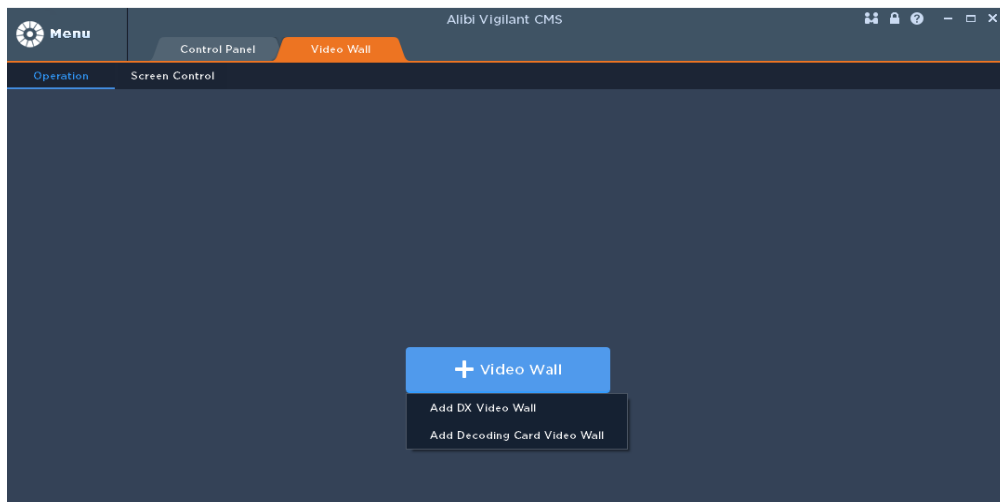 Alibi Vigilant CMS
Menu
Control Panel
Video Wall
Operation
Screen Control
Video Wall
Add DX Video Wall
Add Decoding Card Video Wall